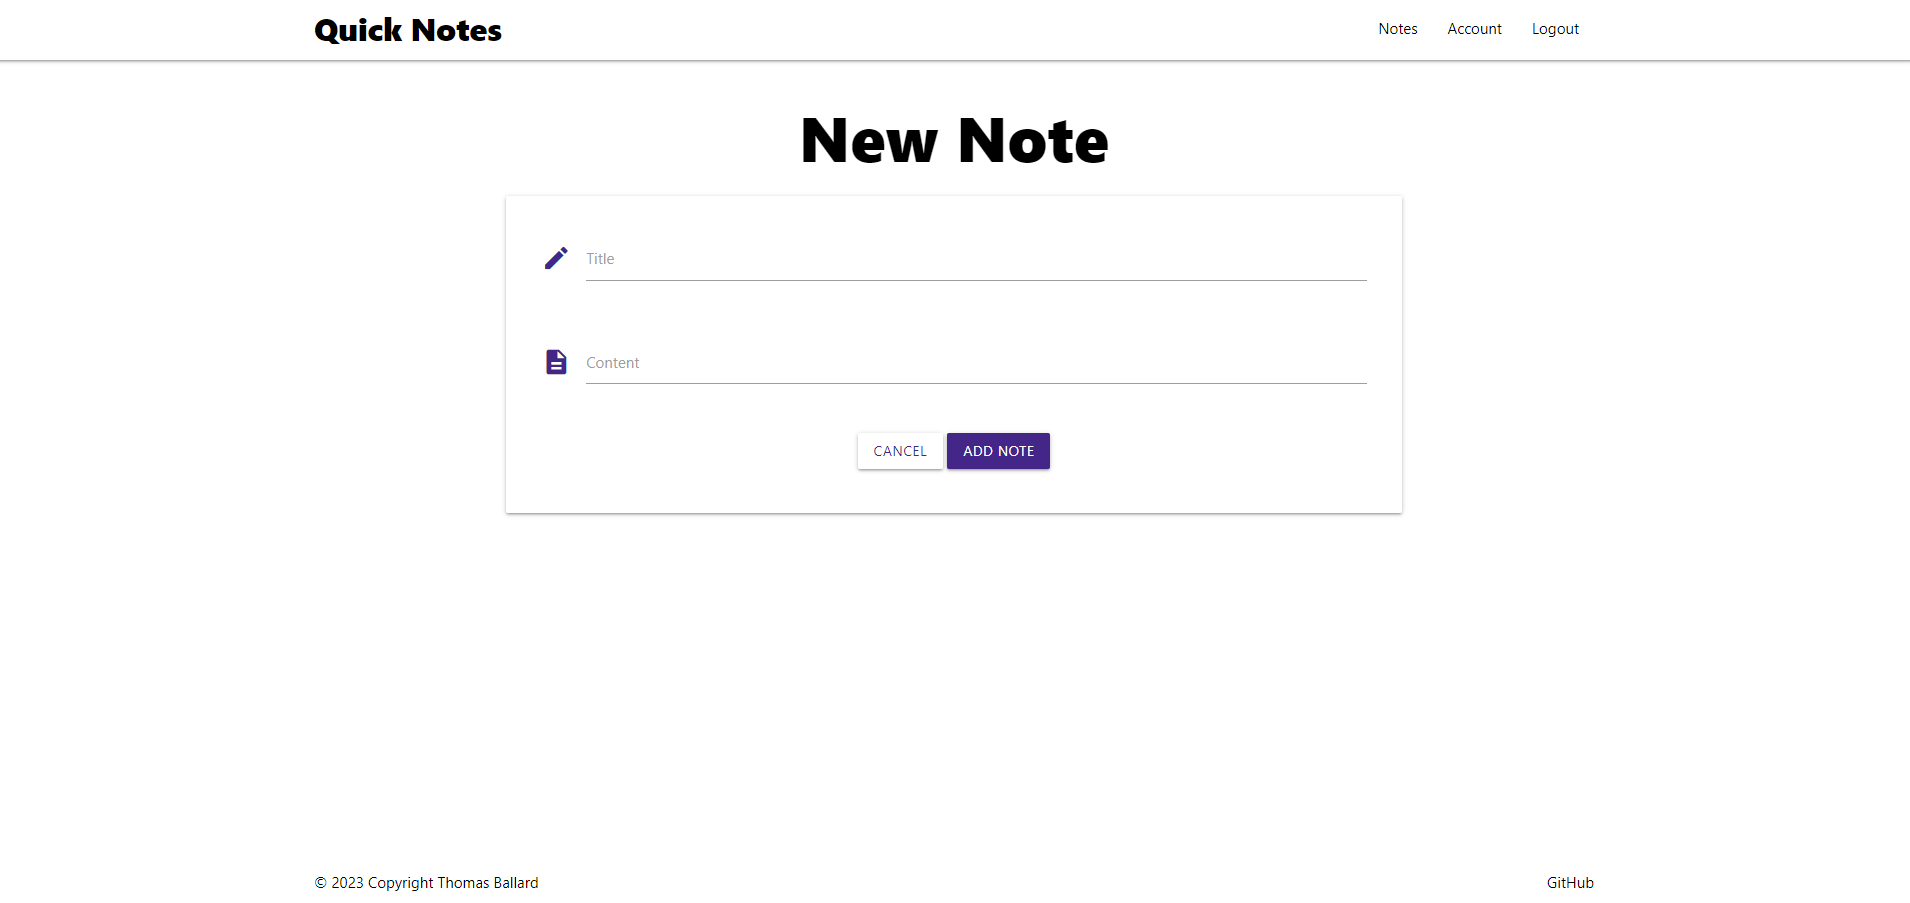 Quick Notes
Notes
Account
Logout
New Note
Title
Content
CANCEL
ADD NOTE
© 2023 Copyright Thomas Ballard
GitHub